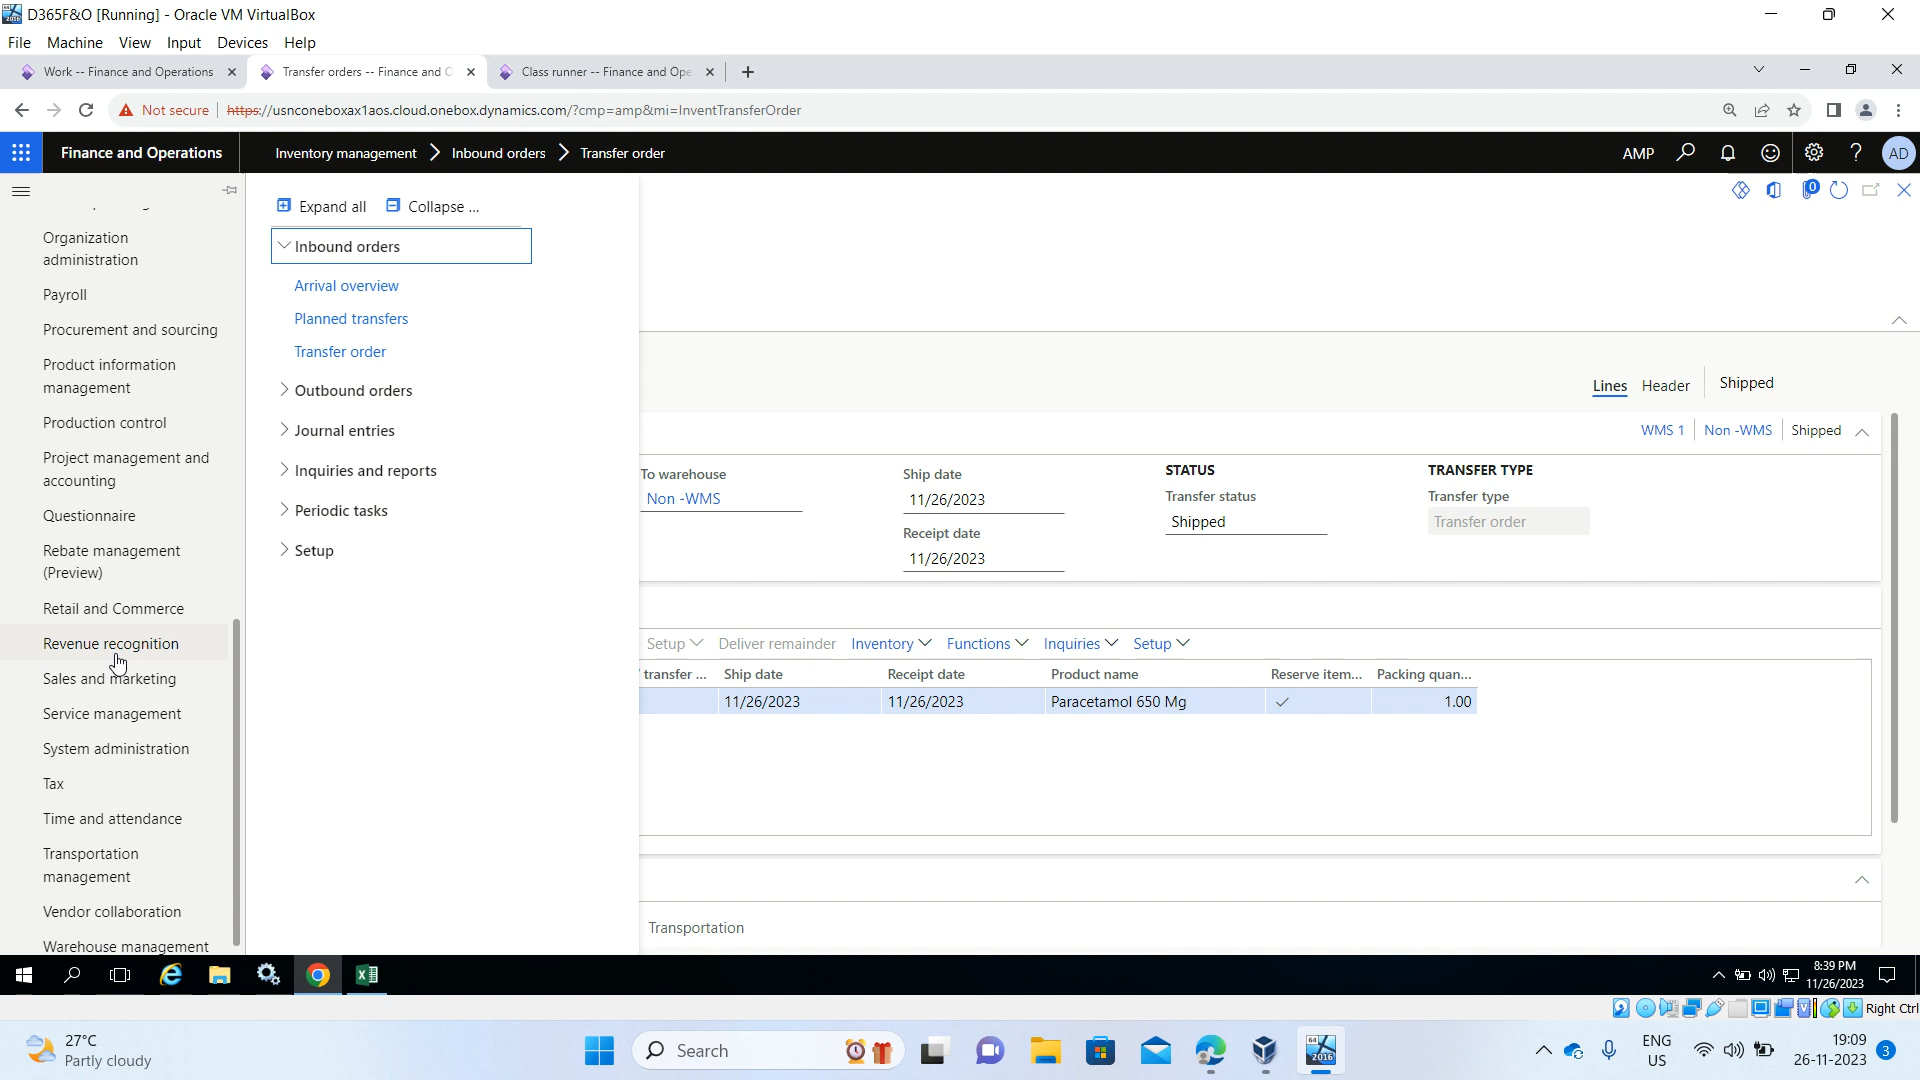 D365F&O [Running] - Oracle VM VirtualBox
File Machine View Input Devices Help
Work -- Finance and Operations
Transfer orders -- Finance and O
Class runner -- Finance and Ope
Not secure
https://usnconeboxax1aos.cloud.onebox.dynamics.com/?cmp=amp&mi=InventTransferOrder
Finance and Operations
Inventory management
Inbound orders
Transfer order
AMP
AD
0
Organization
administration
Payroll
Procurement and sourcing
Product information
management
Production control
Project management and
accounting
Questionnaire
Rebate management
(Preview)
Retail and Commerce
Revenue recognition
Sales and marketing
Service management
System administration
Tax
Time and attendance
Transportation
management
Vendor collaboration
Warehouse management
Expand all
Collapse ...
Inbound orders
Arrival overview
Planned transfers
Transfer order
Outbound orders
Journal entries
Inquiries and reports
Periodic tasks
Setup
Lines Header Shipped
WMS 1 Non -WMS Shipped
To warehouse
Non -WMS
Ship date
11/26/2023
Receipt date
11/26/2023
STATUS
Transfer status
Shipped
TRANSFER TYPE
Transfer type
Transfer order
Setup Deliver remainder Inventory Functions Inquiries Setup
transfer ... Ship date Receipt date Product name Reserve item... Packing quan...
11/26/2023 11/26/2023 Paracetamol 650 Mg 1.00
Transportation
8:39 PM
11/26/2023
Right Ctrl
27°C
Partly cloudy
Search
64
2016
ENG
US
19:09
26-11-2023
3